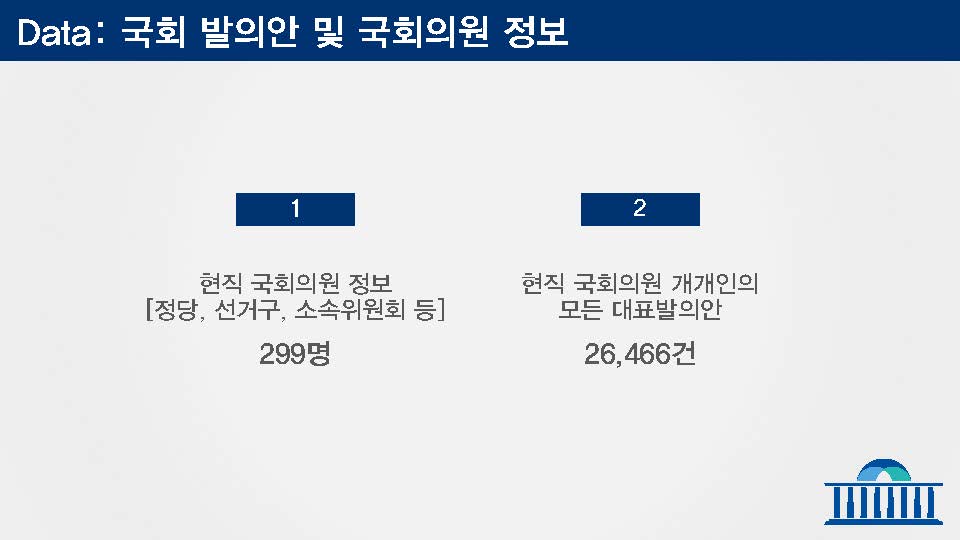 Data: 국회 발의안 및 국회의원 정보
1
현직 국회의원 정보
[정당, 선거구, 소속위원회 등]
299명
2
현직 국회의원 개개인의
모든 대표발의안
26,466건